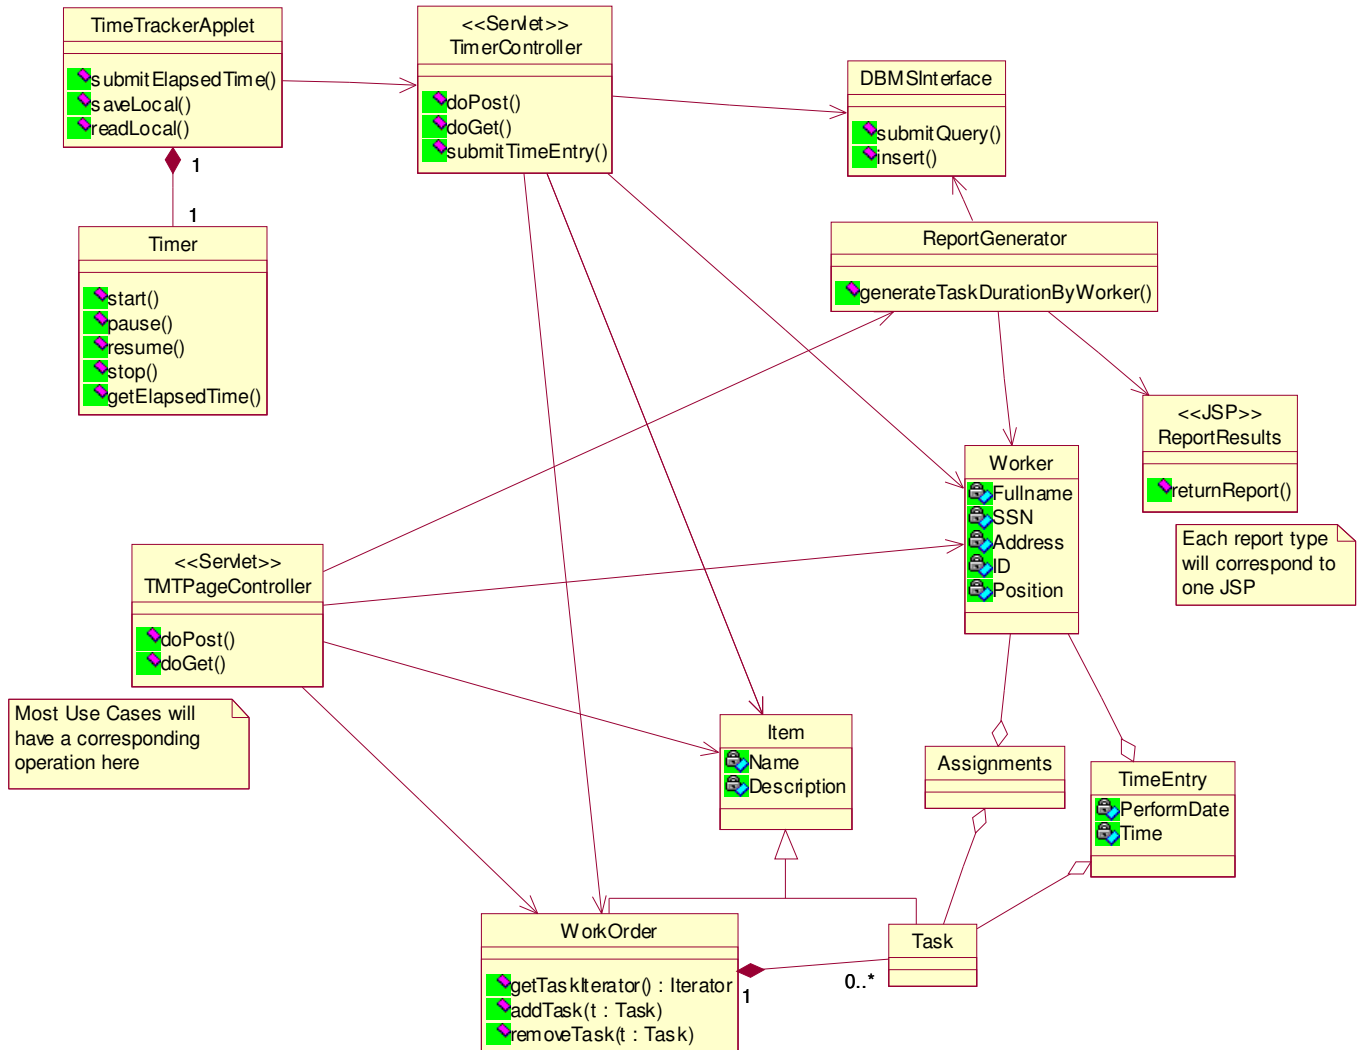 TimeTrackerApplet
submitElapsedTime()
saveLocal()
readLocal()
1
1
Timer
start()
pause()
resume()
stop()
getElapsedTime()
<<Servlet>>
TimerController
doPost()
doGet()
submitTimeEntry()
DBMSInterface
submitQuery()
insert()
ReportGenerator
generateTaskDurationByWorker()
<<JSP>>
ReportResults
returnReport()
Each report type
will correspond to
one JSP
Worker
Fullname
SSN
Address
ID
Position
<<Servlet>>
TMTPageController
doPost()
doGet()
Most Use Cases will
have a corresponding
operation here
Item
Name
Description
Assignments
TimeEntry
PerformDate
Time
WorkOrder
getTaskIterator() : Iterator
addTask(t : Task)
removeTask(t : Task)
1
0..*
Task